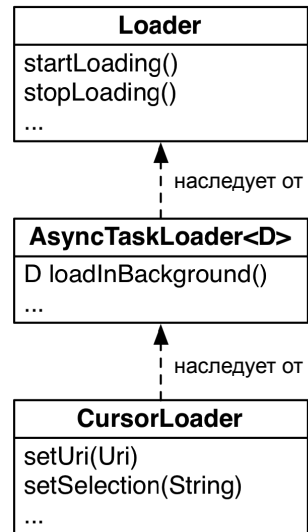 Loader
startLoading()
stopLoading()
...
наследует от
AsyncTaskLoader<D>
D loadInBackground()
...
наследует от
CursorLoader
setUri(Uri)
setSelection(String)
...